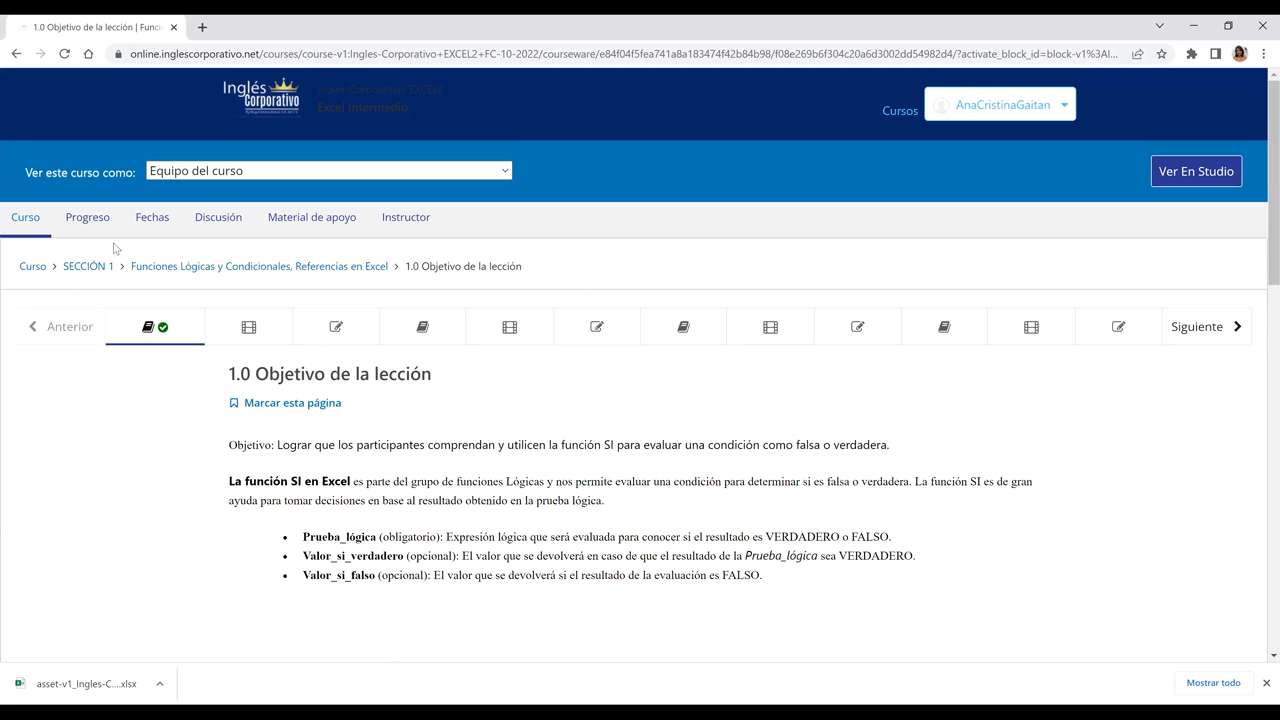 1.0 Objetivo de la lección | Funci
online.inglescorporativo.net/courses/course-v1:Ingles-Corporativo+EXCEL2+FC-10-2022/courseware/e84f04f5fea741a8a183474f42b84b98/f08e269b6f304c20a6d3002dd54982d4/?activate_block_id=block-v1%3AI...
Inglés
Corporativo
Ingles-Corporativo: EXCEL2
Excel Intermedio
Cursos
AnaCristinaGaitan
Ver este curso como:
Equipo del curso
Ver En Studio
Curso
Progreso
Fechas
Discusión
Material de apoyo
Instructor
Curso > SECCIÓN 1 > Funciones Lógicas y Condicionales, Referencias en Excel > 1.0 Objetivo de la lección
Anterior
Siguiente
1.0 Objetivo de la lección
Marcar esta página
Objetivo: Lograr que los participantes comprendan y utilicen la función SI para evaluar una condición como falsa o verdadera.
La función SI en Excel es parte del grupo de funciones Lógicas y nos permite evaluar una condición para determinar si es falsa o verdadera. La función SI es de gran
ayuda para tomar decisiones en base al resultado obtenido en la prueba lógica.
• Prueba_lógica (obligatorio): Expresión lógica que será evaluada para conocer si el resultado es VERDADERO o FALSO.
• Valor_si_verdadero (opcional): El valor que se devolverá en caso de que el resultado de la Prueba_lógica sea VERDADERO.
• Valor_si_falso (opcional): El valor que se devolverá si el resultado de la evaluación es FALSO.
asset-v1_Ingles-C....xlsx
Mostrar todo